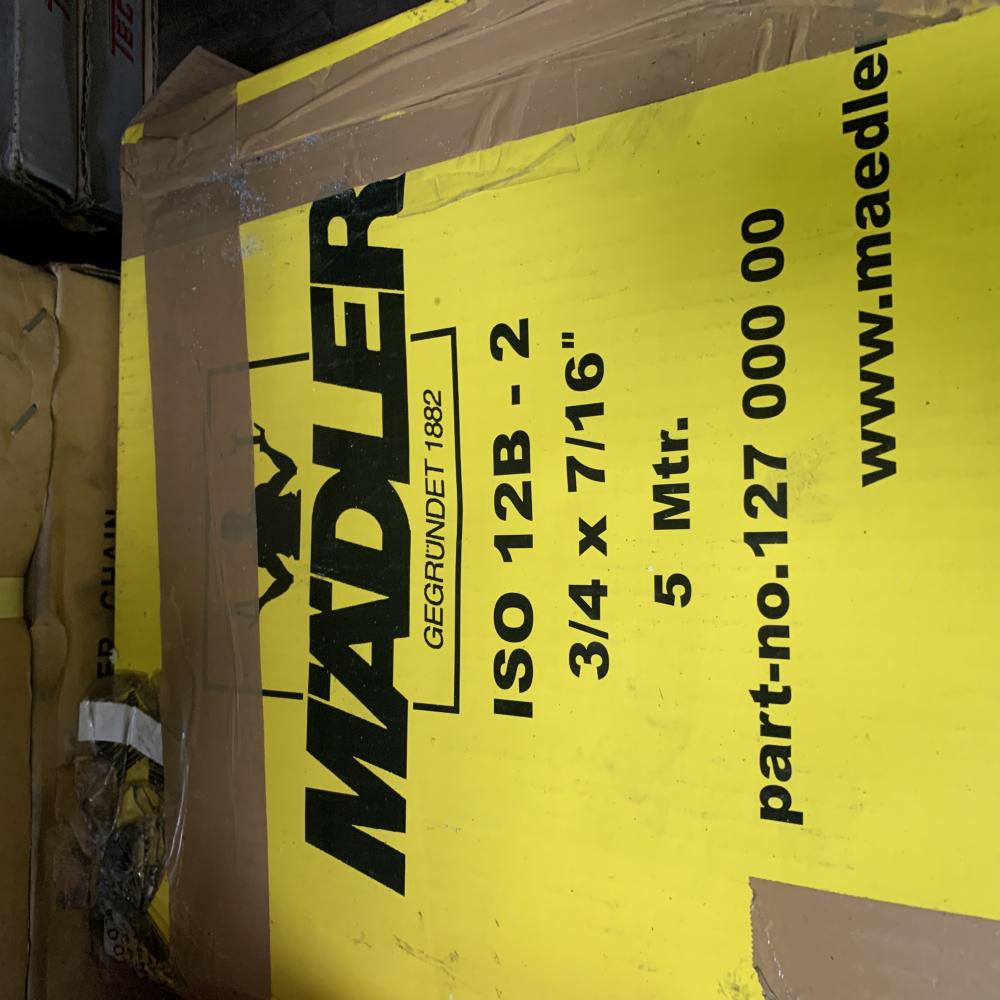 MÄDLER
GEGRÜNDET 1882
ISO 12B - 2
3/4 x 7/16"
5 Mtr.
part-no.127 000 00
www.maedler
CHAIN